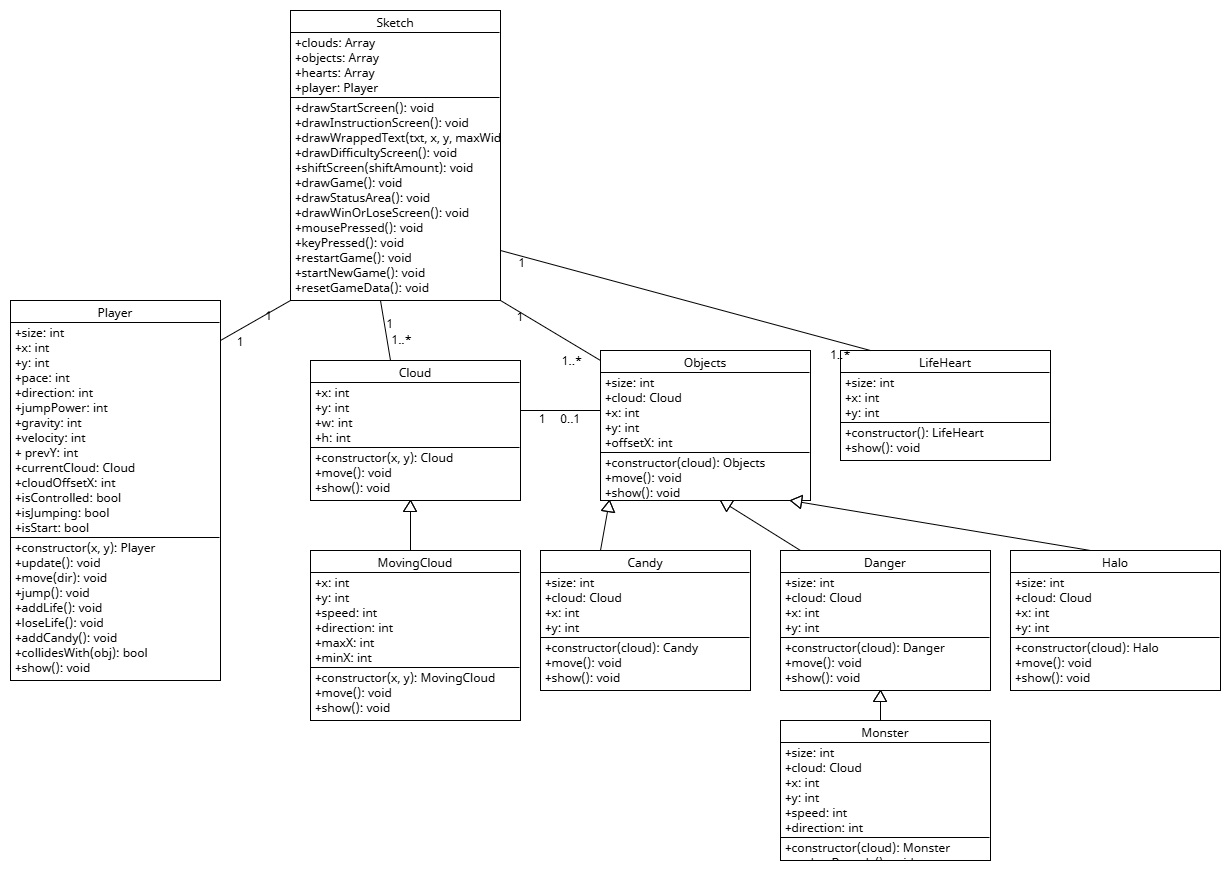 Sketch
+clouds: Array
+objects: Array
+hearts: Array
+player: Player
+drawStartScreen(): void
+drawInstructionScreen(): void
+drawWrappedText(txt, x, y, maxWid
+drawDifficultyScreen(): void
+shiftScreen(shiftAmount): void
+drawGame(): void
+drawStatusArea(): void
+drawWinOrLoseScreen(): void
+mousePressed(): void
+keyPressed(): void
+restartGame(): void
+startNewGame(): void
+resetGameData(): void
1
1
1
1..*
1
1..*
1
1..*
Player
+size: int
+x: int
+y: int
+pace: int
+direction: int
+jumpPower: int
+gravity: int
+velocity: int
+ prevY: int
+currentCloud: Cloud
+cloudOffsetX: int
+isControlled: bool
+isJumping: bool
+isStart: bool
+constructor(x, y): Player
+update(): void
+move(dir): void
+jump(): void
+addLife(): void
+loseLife(): void
+addCandy(): void
+collidesWith(obj): bool
+show(): void
Cloud
+x: int
+y: int
+w: int
+h: int
+constructor(x, y): Cloud
+move(): void
+show(): void
1 0..1
Objects
+size: int
+cloud: Cloud
+x: int
+y: int
+offsetX: int
+constructor(cloud): Objects
+move(): void
+show(): void
LifeHeart
+size: int
+x: int
+y: int
+constructor(): LifeHeart
+show(): void
MovingCloud
+x: int
+y: int
+speed: int
+direction: int
+maxX: int
+minX: int
+constructor(x, y): MovingCloud
+move(): void
+show(): void
Candy
+size: int
+cloud: Cloud
+x: int
+y: int
+constructor(cloud): Candy
+move(): void
+show(): void
Danger
+size: int
+cloud: Cloud
+x: int
+y: int
+constructor(cloud): Danger
+move(): void
+show(): void
Halo
+size: int
+cloud: Cloud
+x: int
+y: int
+constructor(cloud): Halo
+move(): void
+show(): void
Monster
+size: int
+cloud: Cloud
+x: int
+y: int
+speed: int
+direction: int
+constructor(cloud): Monster